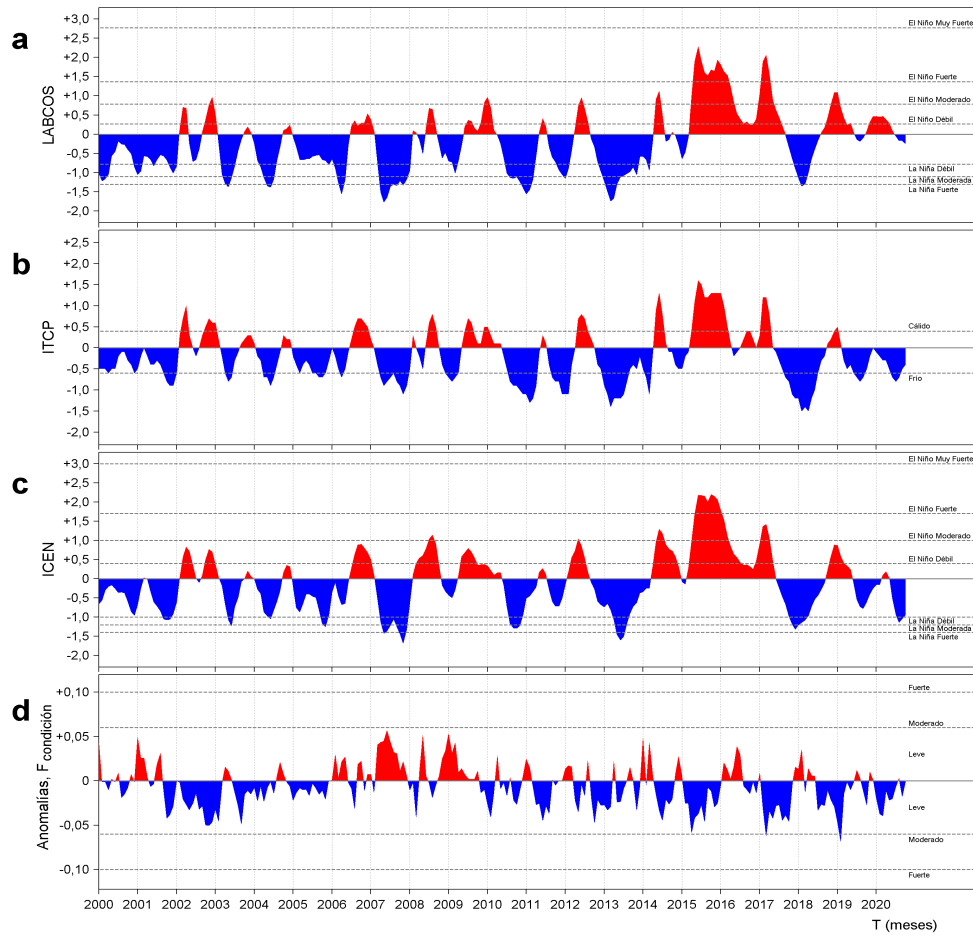 a
LABCOS
+3,0
+2,5
+2,0
+1,5
+1,0
+0,5
0
-0,5
-1,0
-1,5
-2,0
El Niño Muy Fuerte
El Niño Fuerte
El Niño Moderado
El Niño Débil
La Niña Débil
La Niña Moderada
La Niña Fuerte
b
ITCP
+2,5
+2,0
+1,5
+1,0
+0,5
0
-0,5
-1,0
-1,5
-2,0
Cálido
Frio
c
ICEN
+3,0
+2,5
+2,0
+1,5
+1,0
+0,5
0
-0,5
-1,0
-1,5
-2,0
El Niño Muy Fuerte
El Niño Fuerte
El Niño Moderado
El Niño Débil
La Niña Débil
La Niña Moderada
La Niña Fuerte
d
Anomalías, F condición
+0,10
+0,05
0
-0,05
-0,10
Fuerte
Moderado
Leve
Leve
Moderado
Fuerte
2000 2001 2002 2003 2004 2005 2006 2007 2008 2009 2010 2011 2012 2013 2014 2015 2016 2017 2018 2019 2020
T (meses)